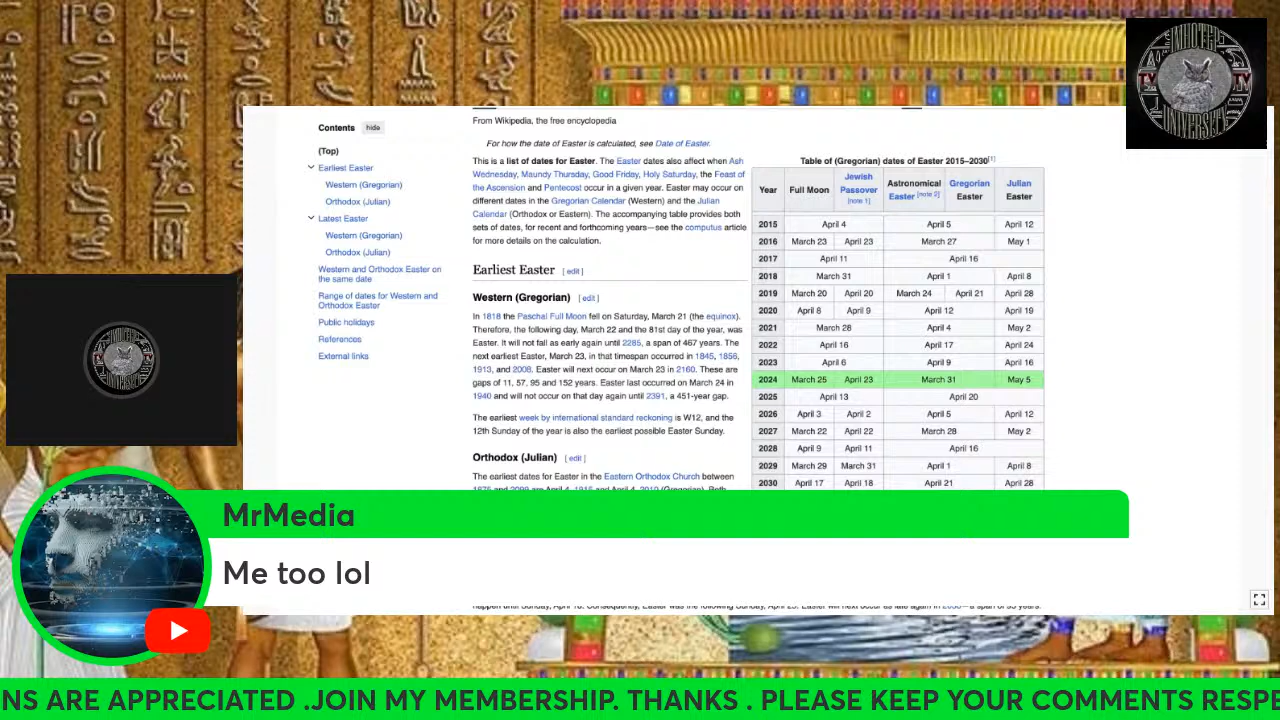 From Wikipedia, the free encyclopedia
Contents hide
(Top)
Earliest Easter
Western (Gregorian)
Orthodox (Julian)
Latest Easter
Western (Gregorian)
Orthodox (Julian)
Western and Orthodox Easter on
the same date
Range of dates for Western and
Orthodox Easter
Public holidays
References
External links
For how the date of Easter is calculated, see Date of Easter.
This is a list of dates for Easter. The Easter dates also affect when Ash
Wednesday, Maundy Thursday, Good Friday, Holy Saturday, the Feast of
the Ascension and Pentecost occur in a given year. Easter may occur on
different dates in the Gregorian Calendar (Western) and the Julian
Calendar (Orthodox or Eastern). The accompanying table provides both
sets of dates, for recent and forthcoming years—see the computus article
for more details on the calculation.
Earliest Easter [ edit ]
Western (Gregorian) [ edit ]
In 1818 the Paschal Full Moon fell on Saturday, March 21 (the equinox).
Therefore, the following day, March 22 and the 81st day of the year, was
Easter. It will not fall as early again until 2285, a span of 467 years. The
next earliest Easter, March 23, in that timespan occurred in 1845, 1856,
1913, and 2008. Easter will next occur on March 23 in 2160. These are
gaps of 11, 57, 95 and 152 years. Easter last occurred on March 24 in
1940 and will not occur on that day again until 2391, a 451-year gap.
The earliest week by international standard reckoning is W12, and the
12th Sunday of the year is also the earliest possible Easter Sunday.
Orthodox (Julian) [ edit ]
The earliest dates for Easter in the Eastern Orthodox Church between
Table of (Gregorian) dates of Easter 2015–2030[1]
Year Full Moon Jewish Passover [note 1] Astronomical Easter [note 2] Gregorian Easter Julian Easter
2015 April 4 April 5 April 12
2016 March 23 April 23 March 27 May 1
2017 April 11 April 16
2018 March 31 April 1 April 8
2019 March 20 April 20 March 24 April 21 April 28
2020 April 8 April 9 April 12 April 19
2021 March 28 April 4 May 2
2022 April 16 April 17 April 24
2023 April 6 April 9 April 16
2024 March 25 April 23 March 31 May 5
2025 April 13 April 20
2026 April 3 April 2 April 5 April 12
2027 March 22 April 22 March 28 May 2
2028 April 9 April 11 April 16
2029 March 29 March 31 April 1 April 8
2030 April 17 April 18 April 21 April 28
MrMedia
Me too lol
NS ARE APPRECIATED .JOIN MY MEMBERSHIP. THANKS . PLEASE KEEP YOUR COMMENTS RESPE